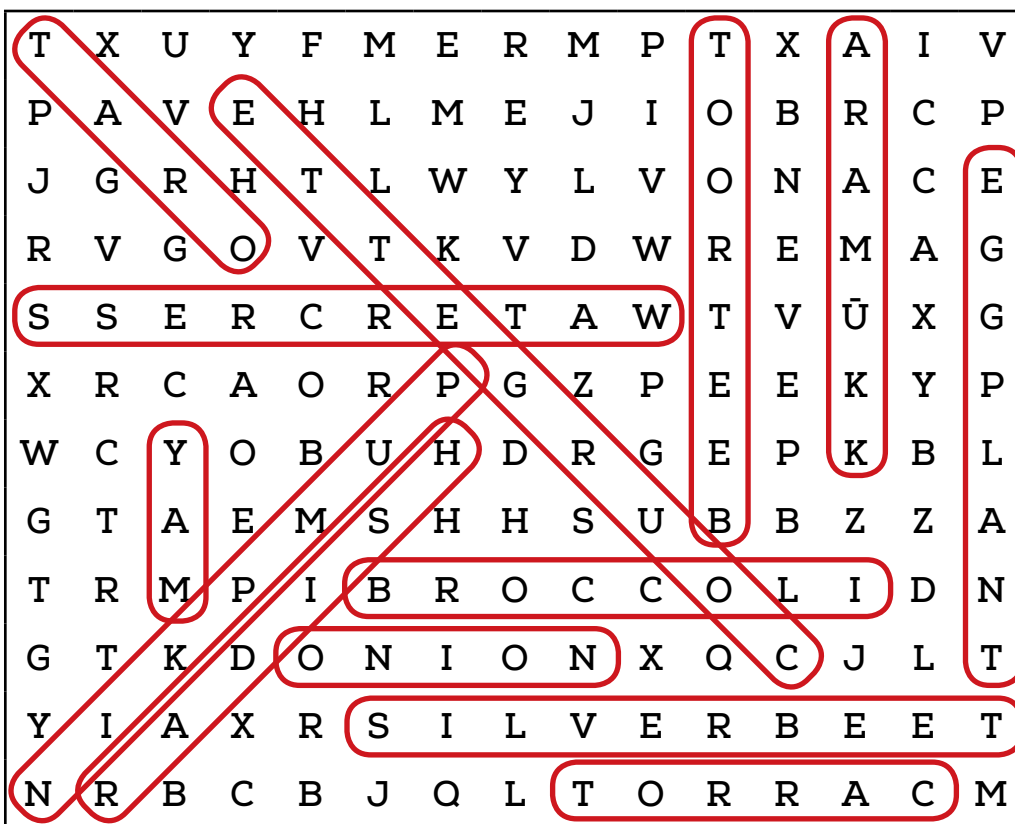 T X U Y F M E R M P T X A I V
P A V E H L M E J I O B R C P
J G R H T L W Y L V O N A C E
R V G O V T K V D W R E M A G
S S E R C R E T A W T V Ū X G
X R C A O R P G Z P E E K Y P
W C Y O B U H D R G E P K B L
G T A E M S H H S U B B Z Z A
T R M P I B R O C C O L I D N
G T K D O N I O N X Q C J L T
Y I A X R S I L V E R B E E T
N R B C B J Q L T O R R A C M